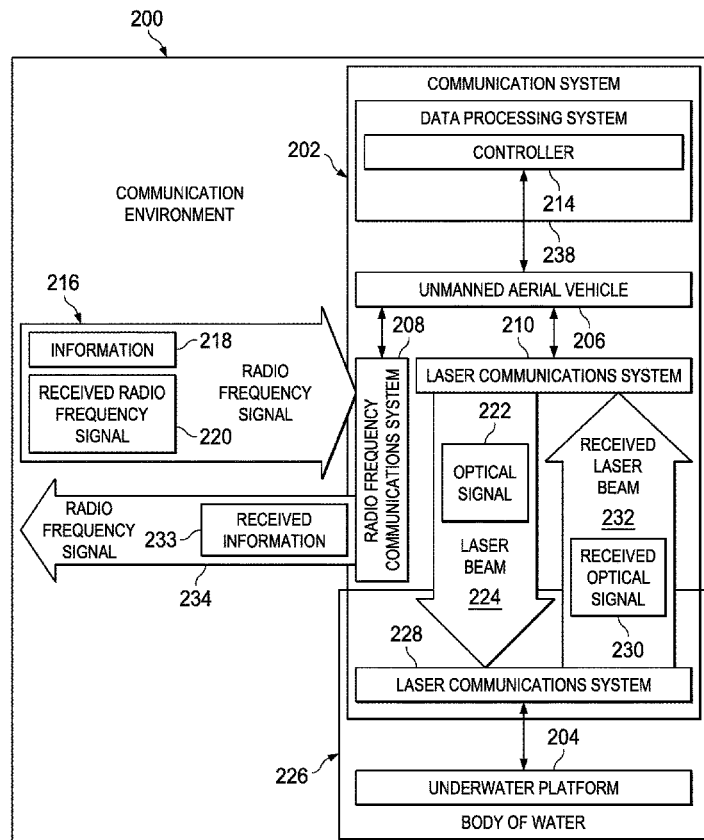 200
COMMUNICATION SYSTEM
DATA PROCESSING SYSTEM
202
CONTROLLER
COMMUNICATION
ENVIRONMENT
214
238
216
UNMANNED AERIAL VEHICLE
208
210
206
INFORMATION
218
RADIO
FREQUENCY
SIGNAL
RECEIVED RADIO
FREQUENCY
SIGNAL
220
RADIO FREQUENCY
COMMUNICATIONS SYSTEM
LASER COMMUNICATIONS SYSTEM
222
OPTICAL
SIGNAL
RECEIVED
LASER
BEAM
232
RADIO
FREQUENCY
SIGNAL
233
RECEIVED
INFORMATION
234
LASER
BEAM
224
RECEIVED
OPTICAL
SIGNAL
228
230
LASER COMMUNICATIONS SYSTEM
226
204
UNDERWATER PLATFORM
BODY OF WATER